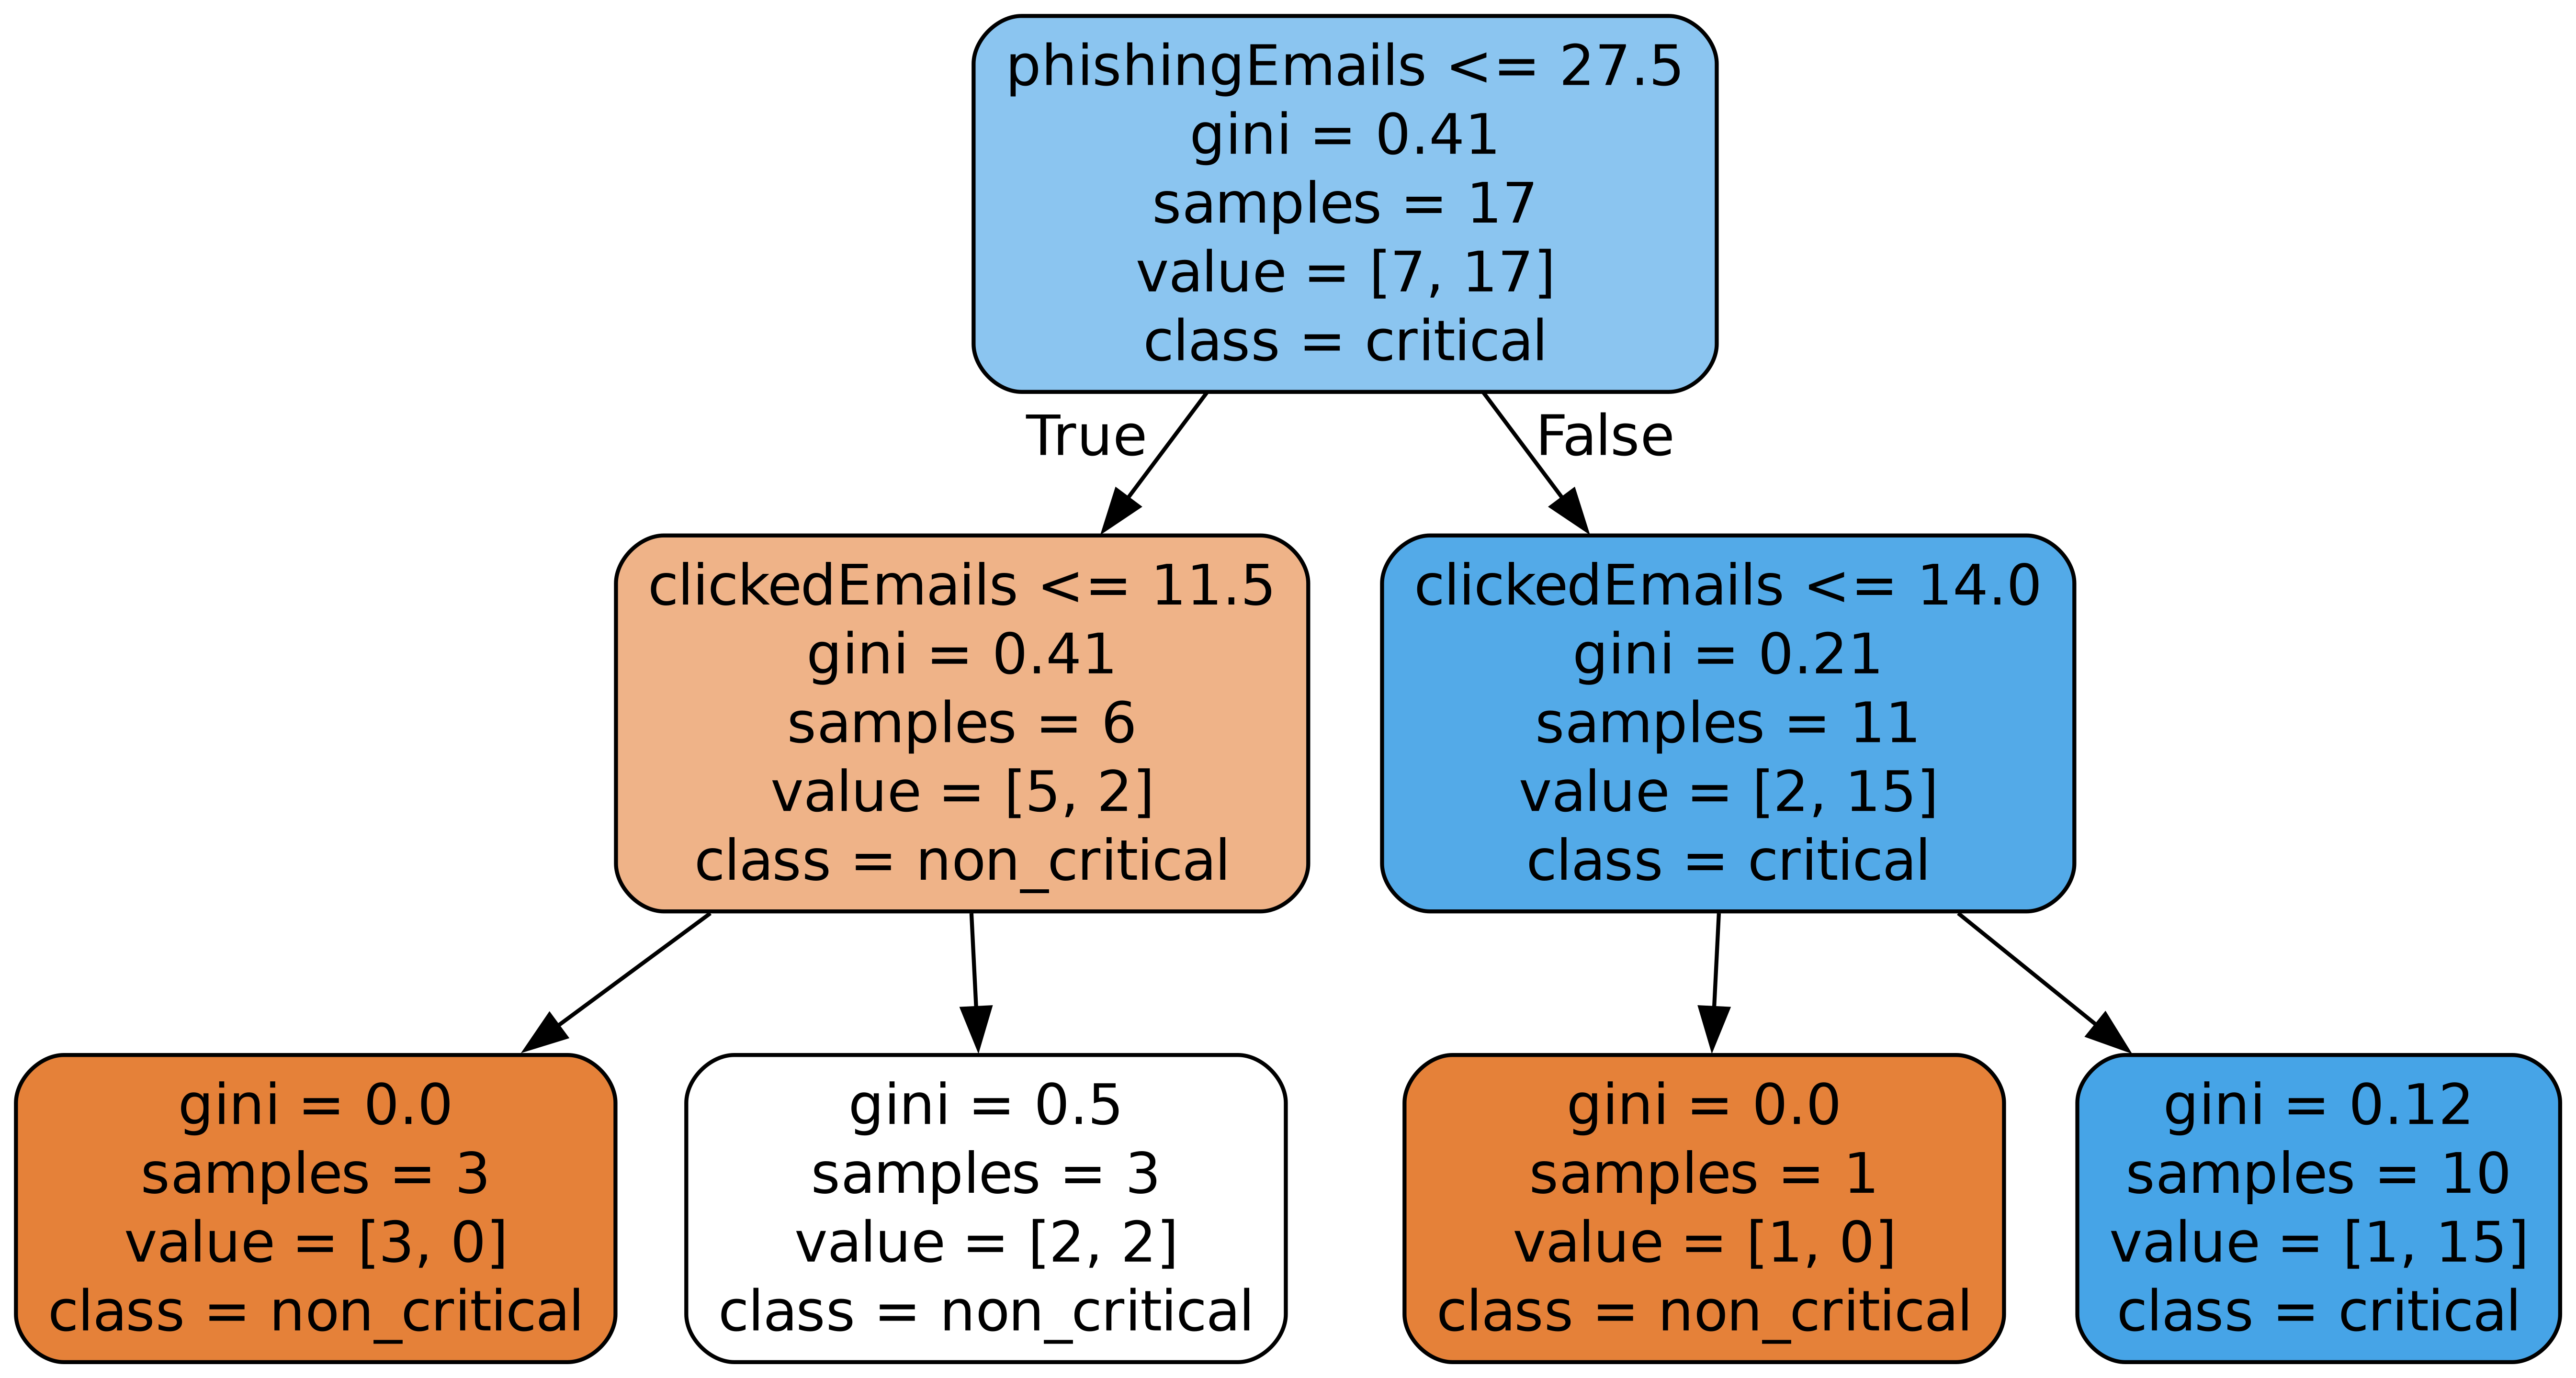 phishingEmails <= 27.5
gini = 0.41
samples = 17
value = [7, 17]
class = critical
True
False
clickedEmails <= 11.5
gini = 0.41
samples = 6
value = [5, 2]
class = non_critical
clickedEmails <= 14.0
gini = 0.21
samples = 11
value = [2, 15]
class = critical
gini = 0.0
samples = 3
value = [3, 0]
class = non_critical
gini = 0.5
samples = 3
value = [2, 2]
class = non_critical
gini = 0.0
samples = 1
value = [1, 0]
class = non_critical
gini = 0.12
samples = 10
value = [1, 15]
class = critical